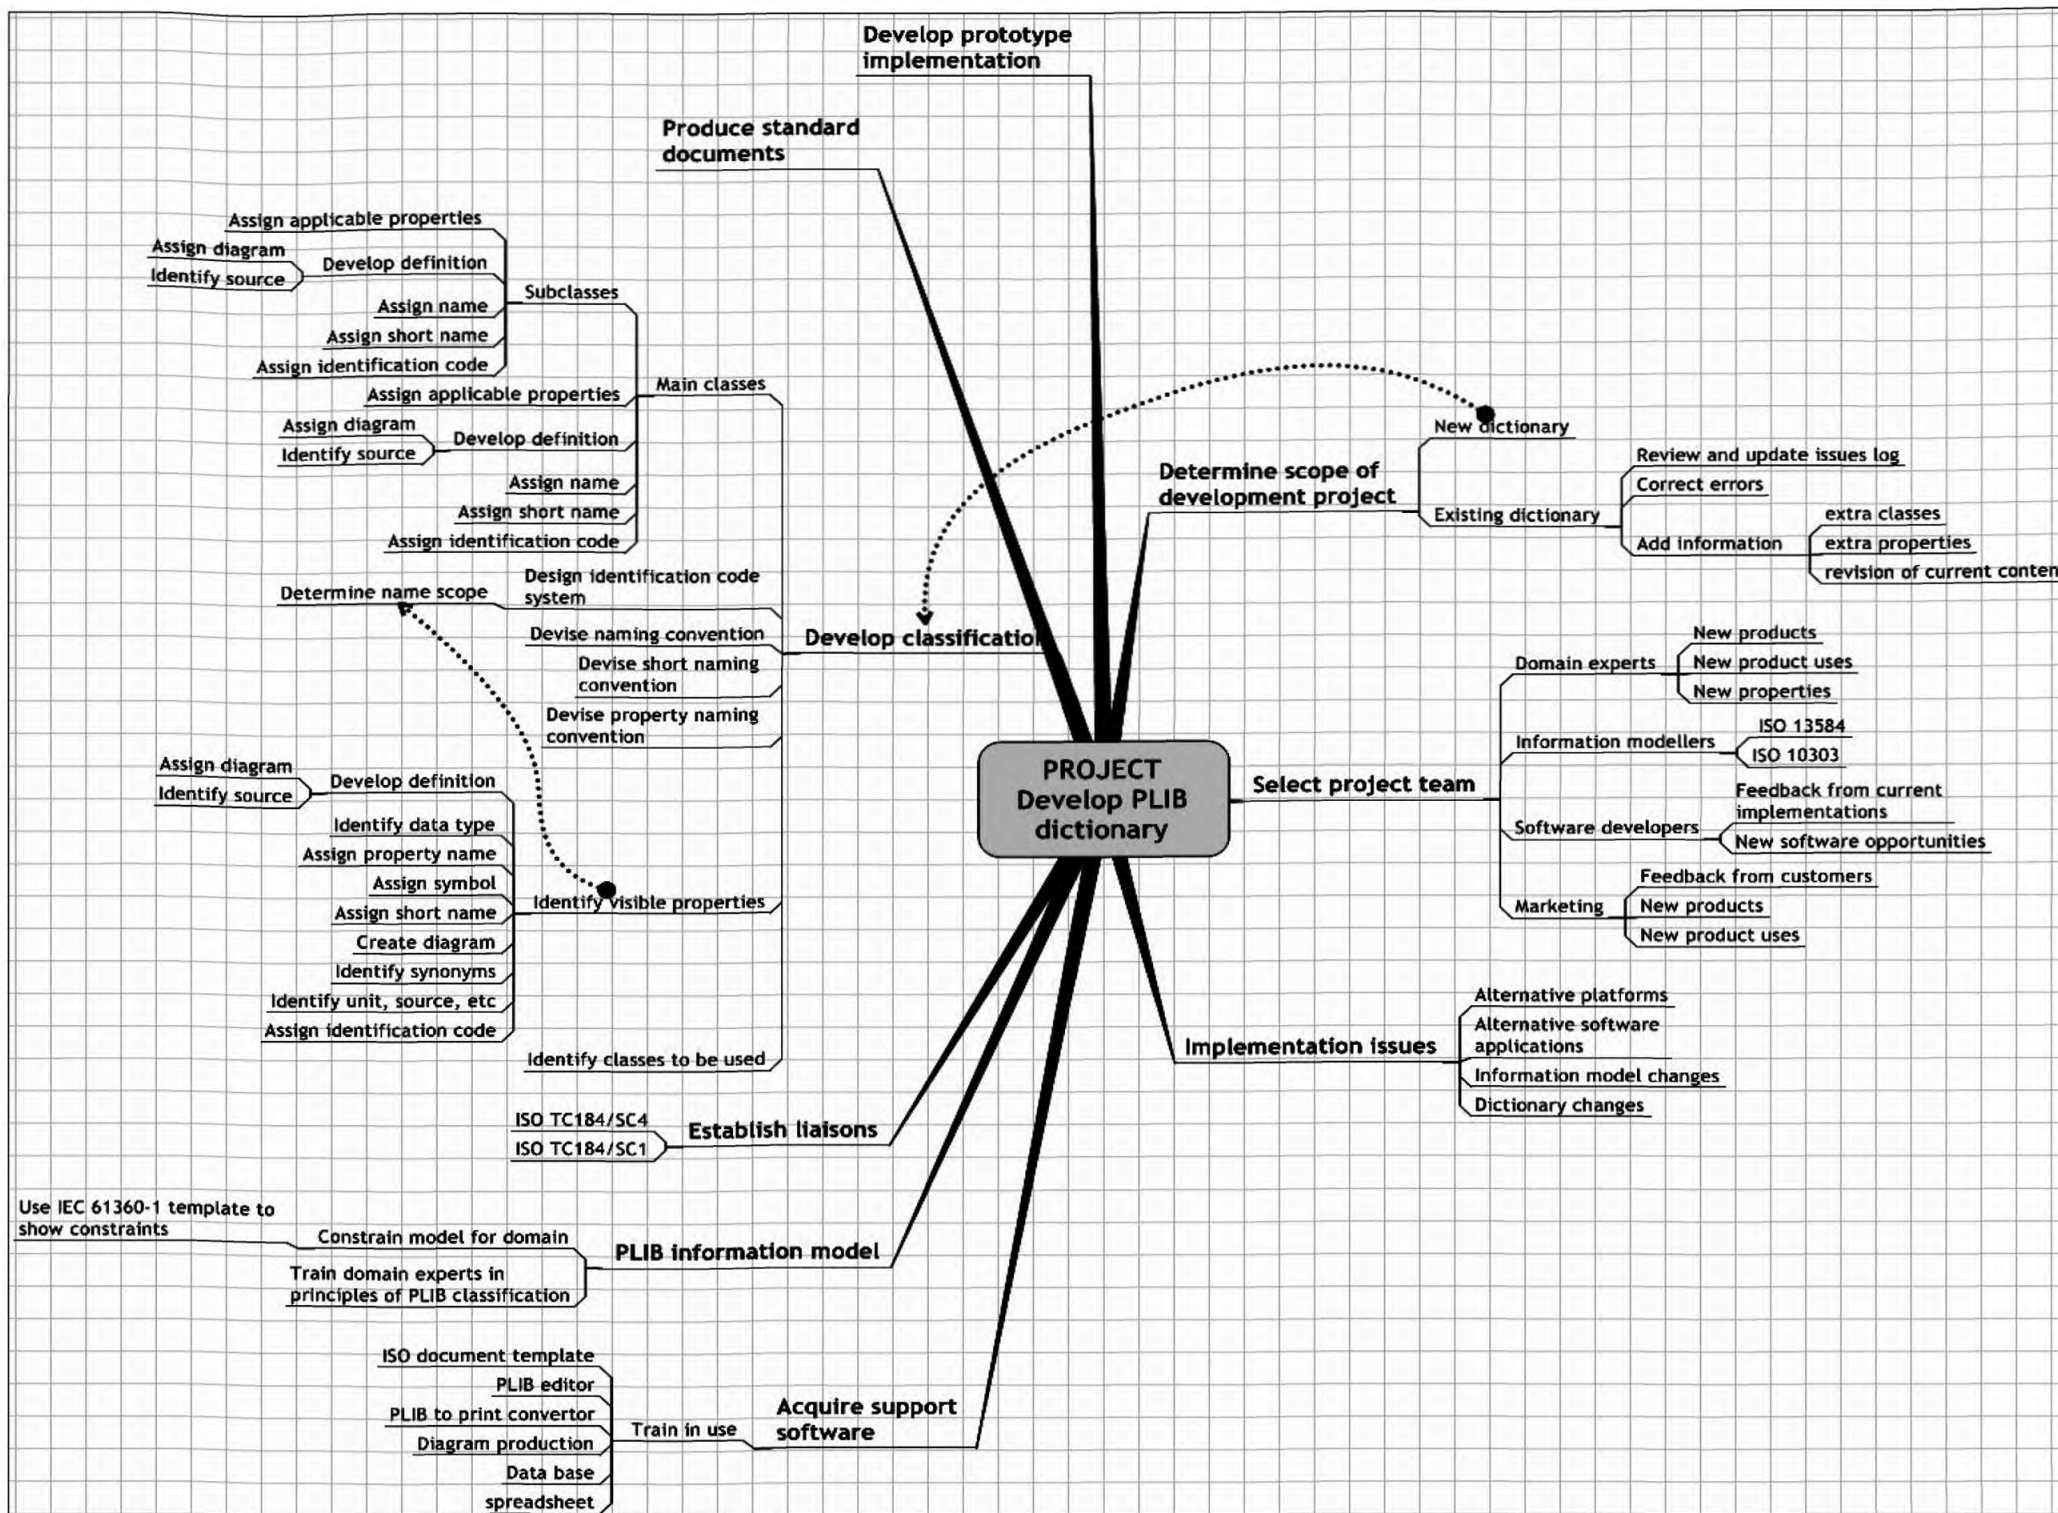 Develop prototype
implementation
Produce standard
documents
Assign applicable properties
Assign diagram
Identify source
Develop definition
Assign name
Assign short name
Assign identification code
Subclasses
Main classes
Assign applicable properties
Assign diagram
Identify source
Develop definition
Assign name
Assign short name
Assign identification code
Determine name scope
Design identification code
system
Devise naming convention
Devise short naming
convention
Devise property naming
convention
Develop classification
Assign diagram
Identify source
Develop definition
Identify data type
Assign property name
Assign symbol
Assign short name
Create diagram
Identify synonyms
Identify unit, source, etc
Assign identification code
Identify visible properties
Identify classes to be used
ISO TC184/SC4
ISO TC184/SC1
Establish liaisons
Use IEC 61360-1 template to
show constraints
Constrain model for domain
Train domain experts in
principles of PLIB classification
PLIB information model
ISO document template
PLIB editor
PLIB to print convertor
Diagram production
Data base
spreadsheet
Train in use
Acquire support
software
PROJECT
Develop PLIB
dictionary
Determine scope of
development project
New dictionary
Existing dictionary
Review and update issues log
Correct errors
Add information
extra classes
extra properties
revision of current conten
Select project team
Domain experts
New products
New product uses
New properties
Information modellers
ISO 13584
ISO 10303
Software developers
Feedback from current
implementations
New software opportunities
Marketing
Feedback from customers
New products
New product uses
Implementation issues
Alternative platforms
Alternative software
applications
Information model changes
Dictionary changes